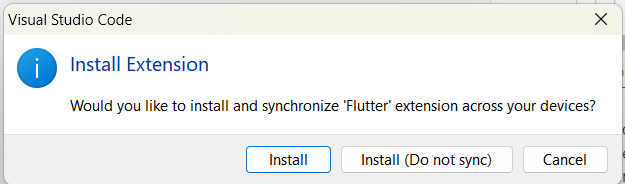 Visual Studio Code
Install Extension
Would you like to install and synchronize 'Flutter' extension across your devices?
Install
Install (Do not sync)
Cancel